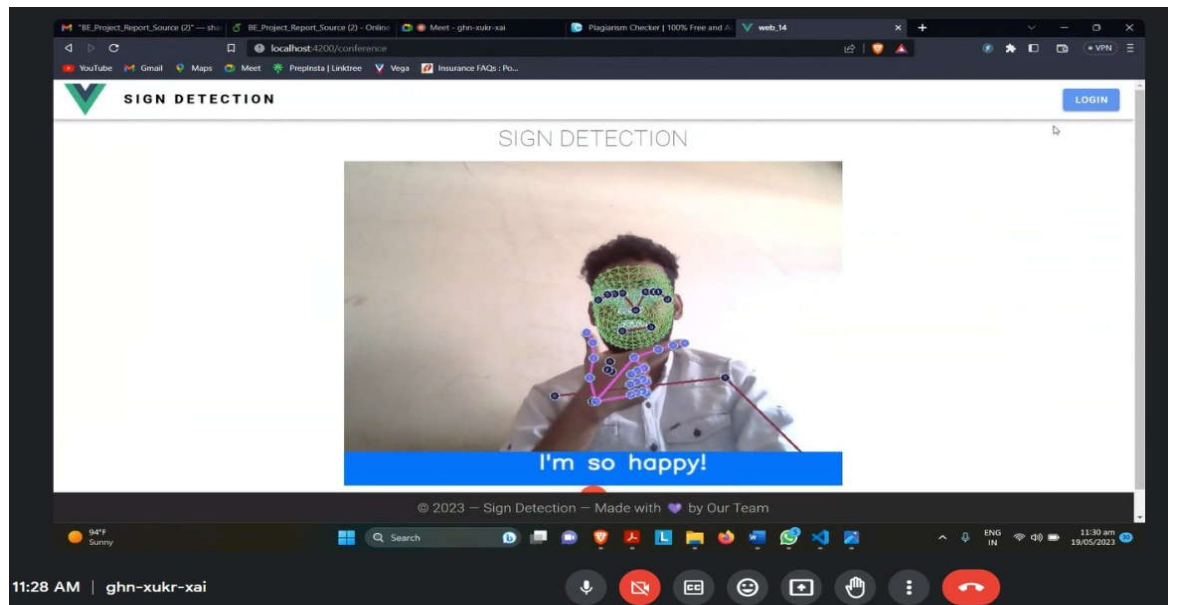 "BE_Project_Report_Source (2)" — sha
BE_Project_Report_Source (2) - Online
Meet - ghn-xukr-xai
Plagiarism Checker | 100% Free and A
web_14
localhost:4200/conference
VPN
YouTube
Gmail
Maps
Meet
PrepInsta | Linktree
Vega
Insurance FAQs : Po...
SIGN DETECTION
LOGIN
SIGN DETECTION
I'm so happy!
© 2023 — Sign Detection — Made with 💜 by Our Team
94°F
Sunny
Search
ENG
IN
11:30 am
19/05/2023
11:28 AM | ghn-xukr-xai
CC